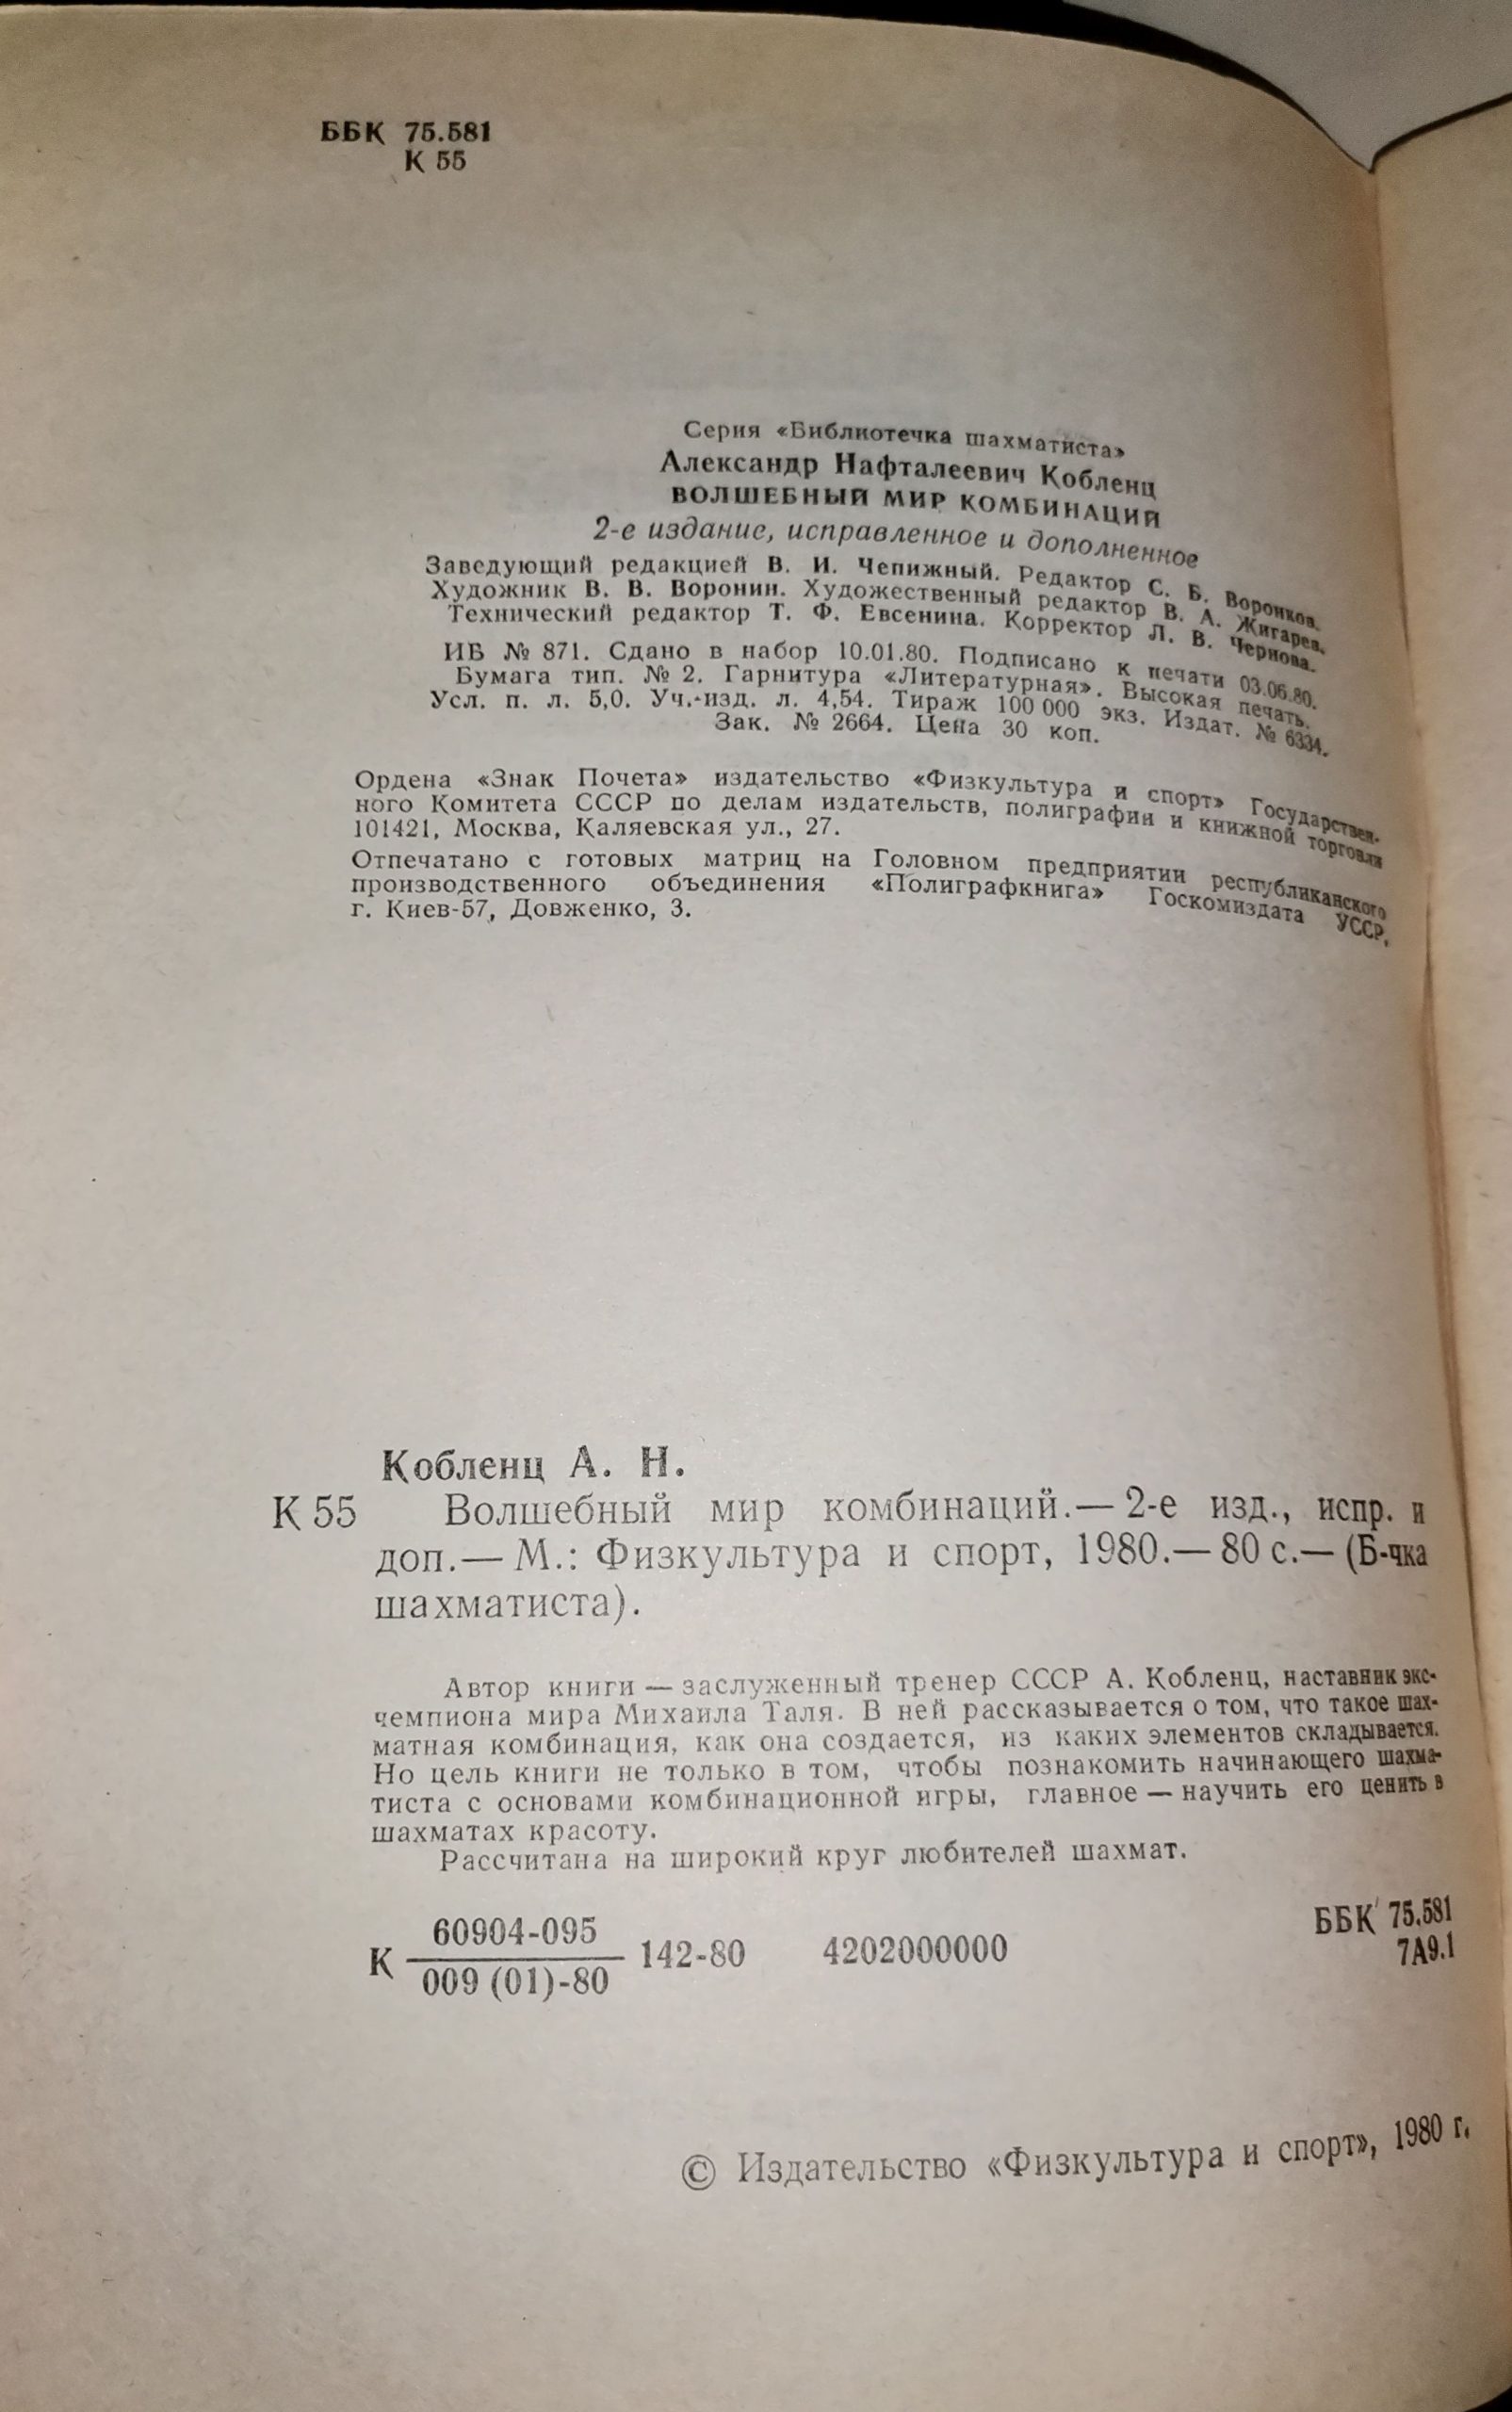 ББК 75.581
К 55
Серия «Библиотечка шахматиста»
Александр Нафталеевич Кобленц
ВОЛШЕБНЫЙ МИР КОМБИНАЦИЙ
2-е издание, исправленное и дополненное
Заведующий редакцией В. И. Чепижный. Редактор С. Б. Воронков.
Художник В. В. Воронин. Художественный редактор В. А. Жигарев.
Технический редактор Т. Ф. Евсенина. Корректор Л. В. Чернова.
ИБ № 871. Сдано в набор 10.01.80. Подписано к печати 03.06.80.
Бумага тип. № 2. Гарнитура «Литературная». Высокая печать.
Усл. п. л. 5,0. Уч.-изд. л. 4,54. Тираж 100 000 экз. Издат. № 6334.
Зак. № 2664. Цена 30 коп.
Ордена «Знак Почета» издательство «Физкультура и спорт» Государствен-
ного Комитета СССР по делам издательств, полиграфии и книжной торговли
101421, Москва, Каляевская ул., 27.
Отпечатано с готовых матриц на Головном предприятии республиканского
производственного объединения «Полиграфкнига» Госкомиздата УССР,
г. Киев-57, Довженко, 3.
Кобленц А. Н.
К 55 Волшебный мир комбинаций.— 2-е изд., испр. и
доп.— М.: Физкультура и спорт, 1980.— 80 с.— (Б-чка
шахматиста).
Автор книги — заслуженный тренер СССР А. Кобленц, наставник экс-
чемпиона мира Михаила Таля. В ней рассказывается о том, что такое шах-
матная комбинация, как она создается, из каких элементов складывается.
Но цель книги не только в том, чтобы познакомить начинающего шахма-
тиста с основами комбинационной игры, главное — научить его ценить в
шахматах красоту.
Рассчитана на широкий круг любителей шахмат.
60904-095
К 142-80 4202000000
009 (01)-80
ББК 75.581
7А9.1
© Издательство «Физкультура и спорт», 1980 г.